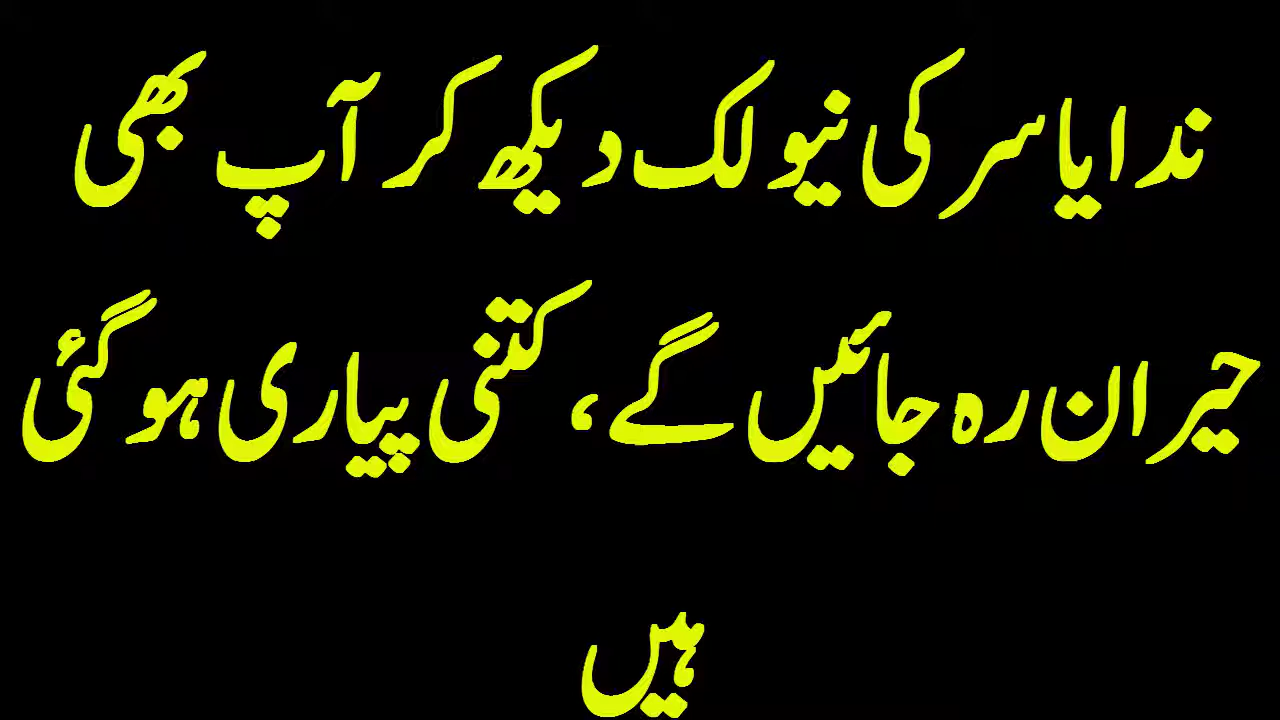 ندا یاسر کی نیو لک دیکھ کر آپ بھی
حیران رہ جائیں گے، کتنی پیاری ہو گئی
ہیں